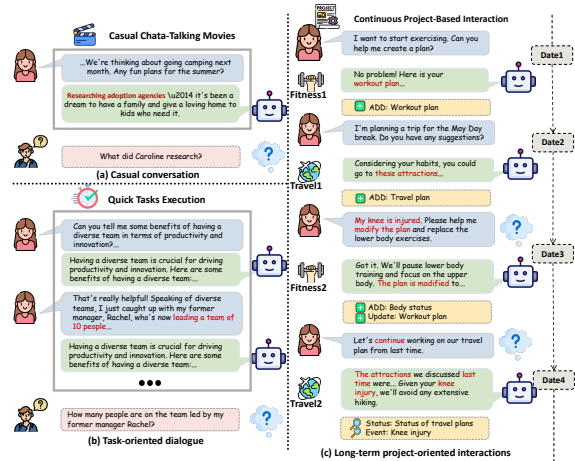 Casual Chata-Talking Movies
...We're thinking about going camping next
month. Any fun plans for the summer?...
Researching adoption agencies \u2014 it's been a
dream to have a family and give a loving home to
kids who need it.
What did Caroline research?
(a) Casual conversation
Quick Tasks Execution
Can you tell me some benefits of having a
diverse team in terms of productivity and
innovation?...
Having a diverse team is crucial for driving
productivity and innovation. Here are some
benefits of having a diverse team:...
That's really helpful! Speaking of diverse
teams, I just caught up with my former
manager, Rachel, who's now leading a team of
10 people...
Having a diverse team is crucial for driving
productivity and innovation. Here are some
benefits of having a diverse team:...
How many people are on the team led by my
former manager Rachel?
(b) Task-oriented dialogue
PROJECT
Continuous Project-Based Interaction
I want to start exercising. Can you
help me create a plan?
Date1
No problem! Here is your
workout plan...
Fitness1
ADD: Workout plan
I'm planning a trip for the May Day
break. Do you have any suggestions?
Date2
Considering your habits, you could
go to these attractions...
Travel1
ADD: Travel plan
My knee is injured. Please help me
modify the plan and replace the
lower body exercises.
Date3
Got it. We'll pause lower body
training and focus on the upper
body. The plan is modified to...
Fitness2
ADD: Body status
Update: Workout plan
Let's continue working on our travel
plan from last time.
Date4
The attractions we discussed last
time were... Given your knee
injury, we'll avoid any extensive
hiking.
Travel2
Status: Status of travel plans
Event: Knee injury
(c) Long-term project-oriented interactions